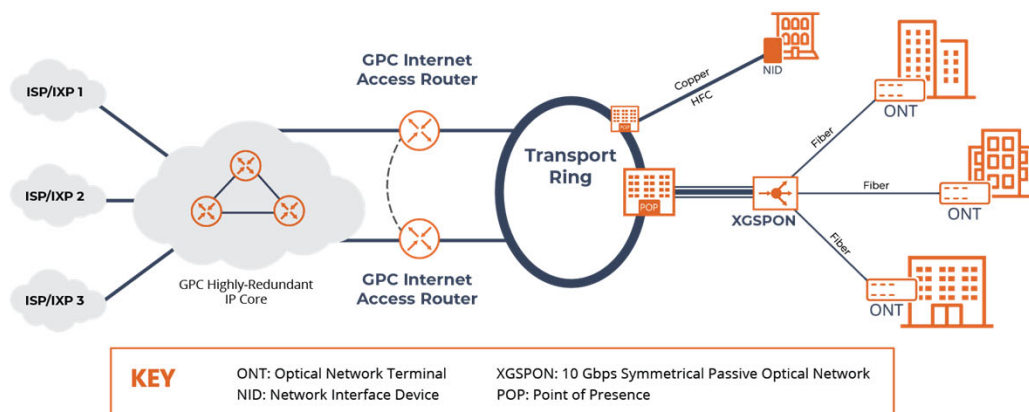 ISP/IXP 1
ISP/IXP 2
ISP/IXP 3
GPC Highly-Redundant
IP Core
GPC Internet
Access Router
GPC Internet
Access Router
Transport
Ring
POP
Copper
HFC
NID
POP
XGSPON
Fiber
ONT
Fiber
ONT
Fiber
ONT
KEY
ONT: Optical Network Terminal
NID: Network Interface Device
XGSPON: 10 Gbps Symmetrical Passive Optical Network
POP: Point of Presence